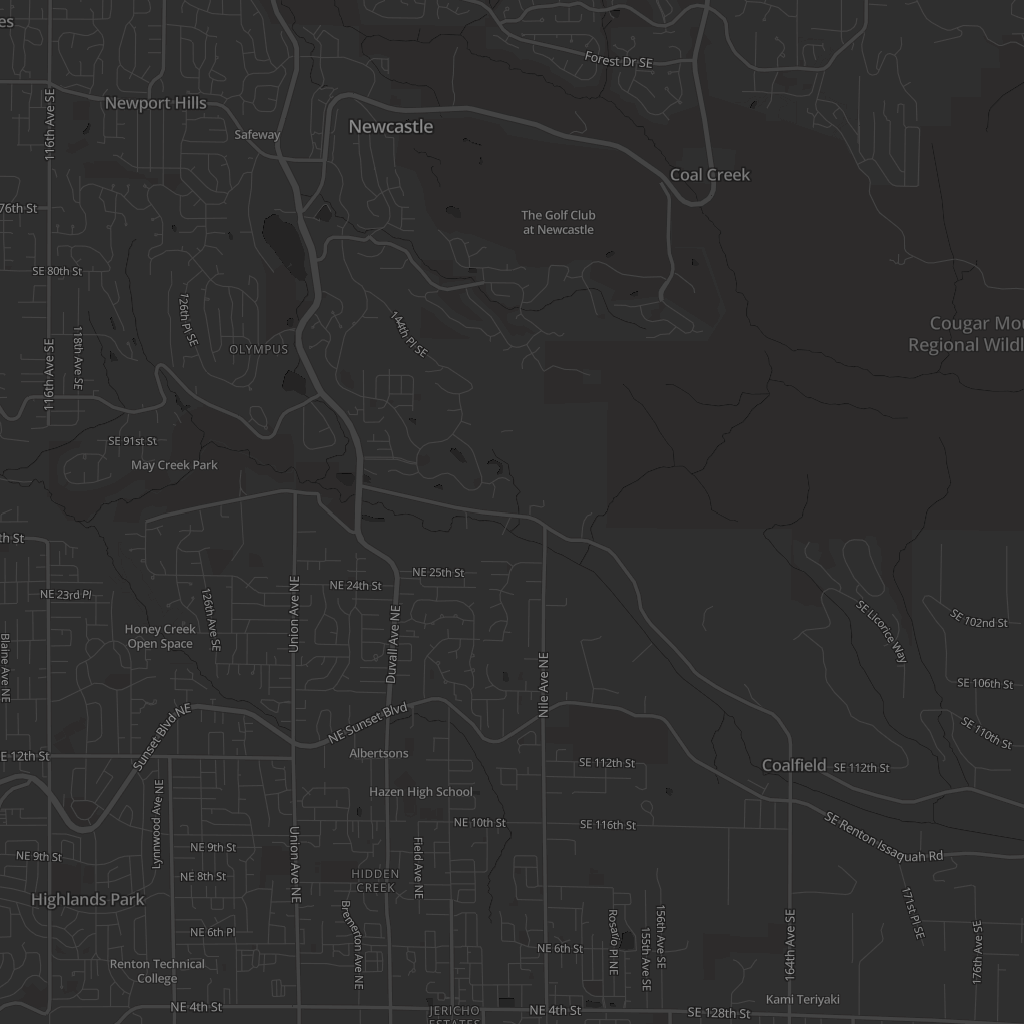 es
Forest Dr SE
Newport Hills
116th Ave SE
Newcastle
Safeway
Coal Creek
76th St
The Golf Club
at Newcastle
SE 80th St
126th Pl SE
144th Pl SE
Cougar Mou
Regional Wildl
OLYMPUS
118th Ave SE
116th Ave SE
SE 91st St
May Creek Park
th St
NE 25th St
NE 24th St
NE 23rd Pl
126th Ave SE
Union Ave NE
Duvall Ave NE
SE Licorice Way
SE 102nd St
Honey Creek
Open Space
Blaine Ave NE
Nile Ave NE
SE 106th St
Sunset Blvd NE
NE Sunset Blvd
SE 110th St
E 12th St
Albertsons
SE 112th St
Coalfield
SE 112th St
Hazen High School
Lynnwood Ave NE
NE 10th St
SE 116th St
SE Renton Issaquah Rd
NE 9th St
NE 9th St
Union Ave NE
Field Ave NE
NE 8th St
HIDDEN
CREEK
Highlands Park
171st Pl SE
Bremerton Ave NE
Rosario Pl NE
156th Ave SE
155th Ave SE
164th Ave SE
176th Ave SE
NE 6th Pl
NE 6th St
Renton Technical
College
Kami Teriyaki
NE 4th St
JERICHO
ESTATES
NE 4th St
SE 128th St